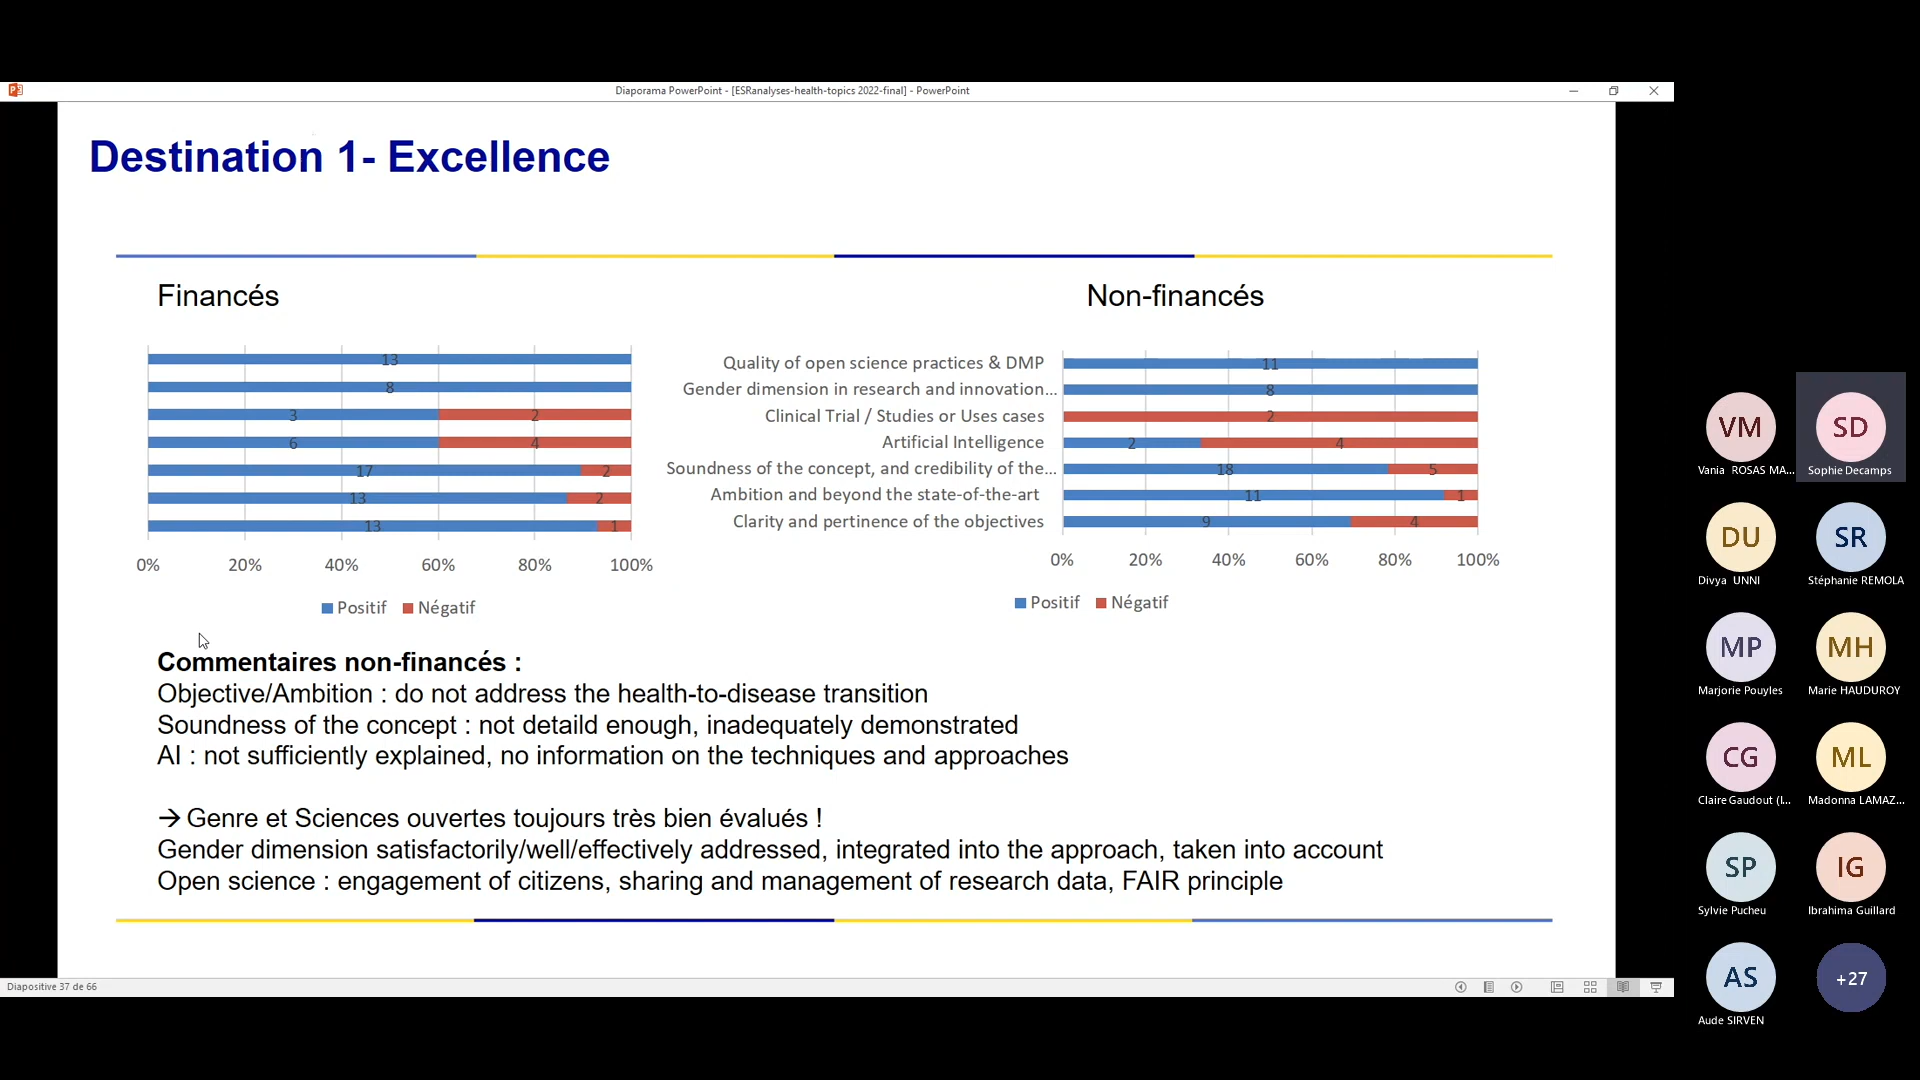 Diaporama PowerPoint - [ESRanalyses-health-topics 2022-final] - PowerPoint
Destination 1- Excellence
Financés
Non-financés
13
8
3 2
6 4
17 2
13 2
13 1
0% 20% 40% 60% 80% 100%
Positif Négatif
Quality of open science practices & DMP 11
Gender dimension in research and innovation... 8
Clinical Trial / Studies or Uses cases 2
Artificial Intelligence 2 4
Soundness of the concept, and credibility of the... 18 5
Ambition and beyond the state-of-the-art 11 1
Clarity and pertinence of the objectives 9 4
0% 20% 40% 60% 80% 100%
Positif Négatif
Commentaires non-financés :
Objective/Ambition : do not address the health-to-disease transition
Soundness of the concept : not detaild enough, inadequately demonstrated
AI : not sufficiently explained, no information on the techniques and approaches
→ Genre et Sciences ouvertes toujours très bien évalués !
Gender dimension satisfactorily/well/effectively addressed, integrated into the approach, taken into account
Open science : engagement of citizens, sharing and management of research data, FAIR principle
Diapositive 37 de 66
VM
Vania ROSAS MA...
SD
Sophie Decamps
DU
Divya UNNI
SR
Stéphanie REMOLA
MP
Marjorie Pouyles
MH
Marie HAUDUROY
CG
Claire Gaudout (I...
ML
Madonna LAMAZ...
SP
Sylvie Pucheu
IG
Ibrahima Guillard
AS
Aude SIRVEN
+27